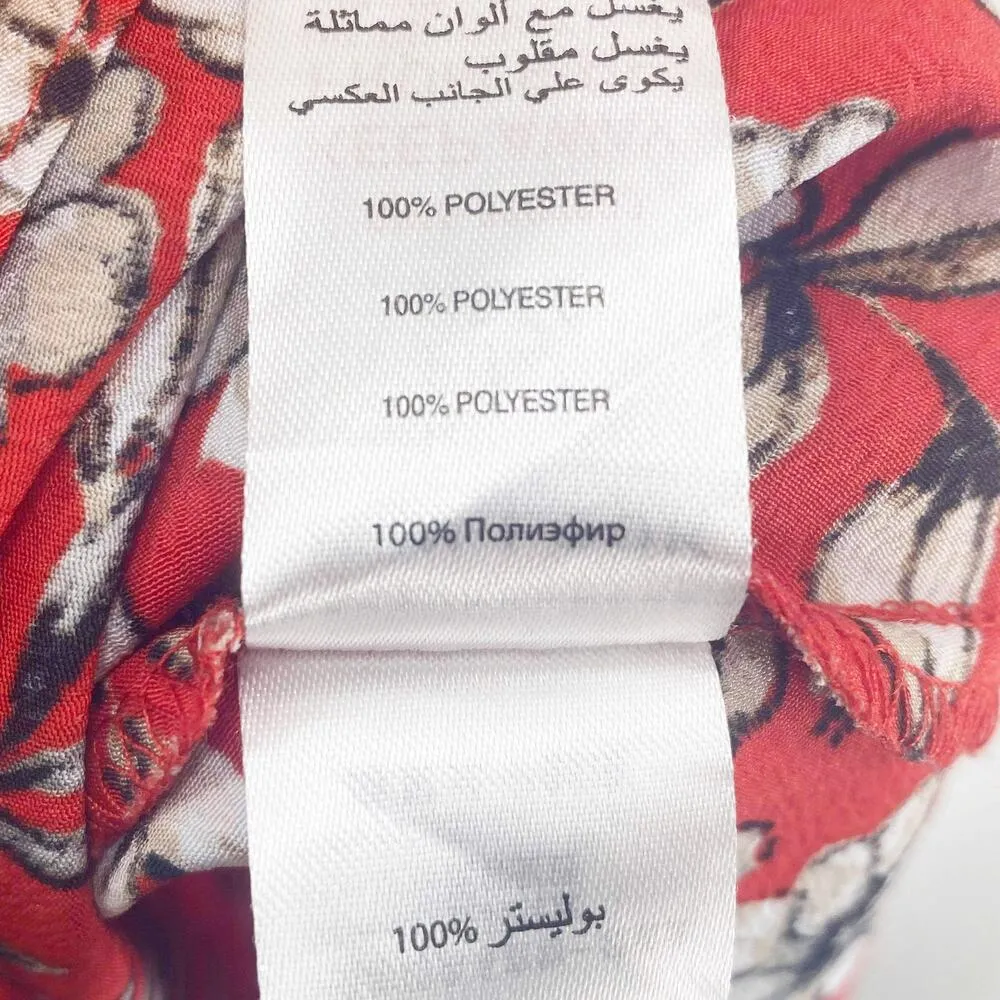 يغسل مع ألوان مماثلة
يغسل مقلوب
يكوى علي الجانب العكسي
100% POLYESTER
100% POLYESTER
100% POLYESTER
100% Полиэфир
100% بوليستر